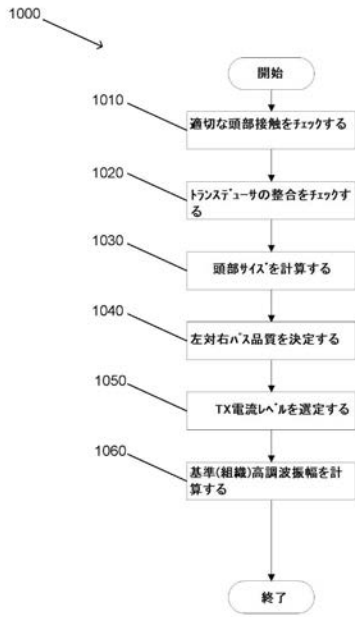 1000
開始
1010
適切な頭部接触をチェックする
1020
トランスデューサの整合をチェックす
る
1030
頭部サイズを計算する
1040
左対右パス品質を決定する
1050
TX電流レベルを選定する
1060
基準(組織)高調波振幅を計
算する
終了